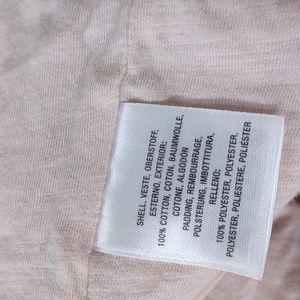 SHELL, VESTE, OBERSTOFF,
ESTERNO, EXTERIOR:
100% COTTON, COTON, BAUMWOLLE,
COTONE, ALGODON
PADDING, REMBOURRAGE,
POLSTERUNG, IMBOTTITURA,
RELLENO:
100% POLYESTER, POLYESTER,
POLYESTER, POLIESTERE, POLIÉSTER